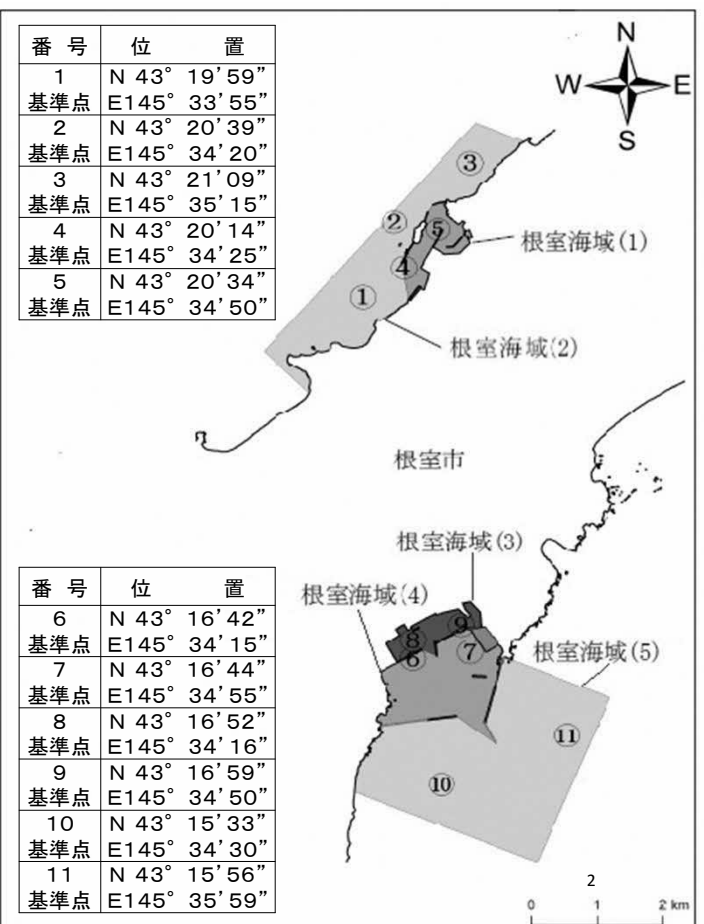 番 号 位 置
1 N 43° 19’59”
基準点 E145° 33’55”
2 N 43° 20’39”
基準点 E145° 34’20”
3 N 43° 21’09”
基準点 E145° 35’15”
4 N 43° 20’14”
基準点 E145° 34’25”
5 N 43° 20’34”
基準点 E145° 34’50”
N
W E
S
③
②
⑤
根室海域(1)
④
①
根室海域(2)
根室市
根室海域(3)
根室海域(4)
⑨
⑧
⑥
⑦
根室海域(5)
⑪
⑩
番 号 位 置
6 N 43° 16’42”
基準点 E145° 34’15”
7 N 43° 16’44”
基準点 E145° 34’55”
8 N 43° 16’52”
基準点 E145° 34’16”
9 N 43° 16’59”
基準点 E145° 34’50”
10 N 43° 15’33”
基準点 E145° 34’30”
11 N 43° 15’56”
基準点 E145° 35’59”
2
0 1 2 km